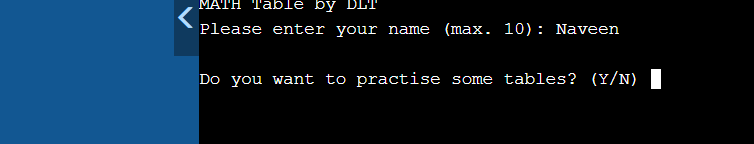 MATH Table by DLT
Please enter your name (max. 10): Naveen
Do you want to practise some tables? (Y/N)